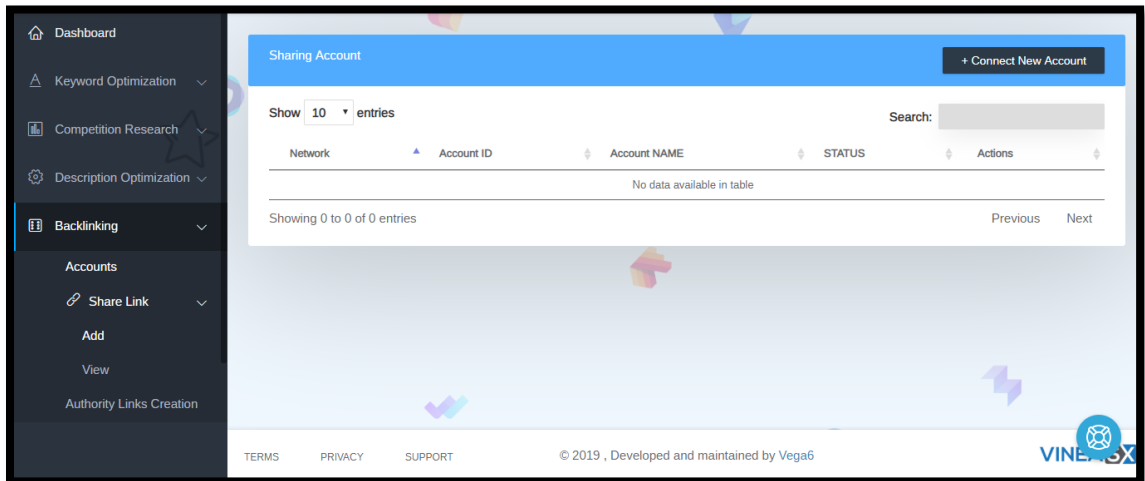 Dashboard
Keyword Optimization
Competition Research
Description Optimization
Backlinking
Accounts
Share Link
Add
View
Authority Links Creation
Sharing Account
+ Connect New Account
Show 10 entries
Search:
Network Account ID Account NAME STATUS Actions
No data available in table
Showing 0 to 0 of 0 entries
Previous Next
TERMS PRIVACY SUPPORT © 2019 , Developed and maintained by Vega6